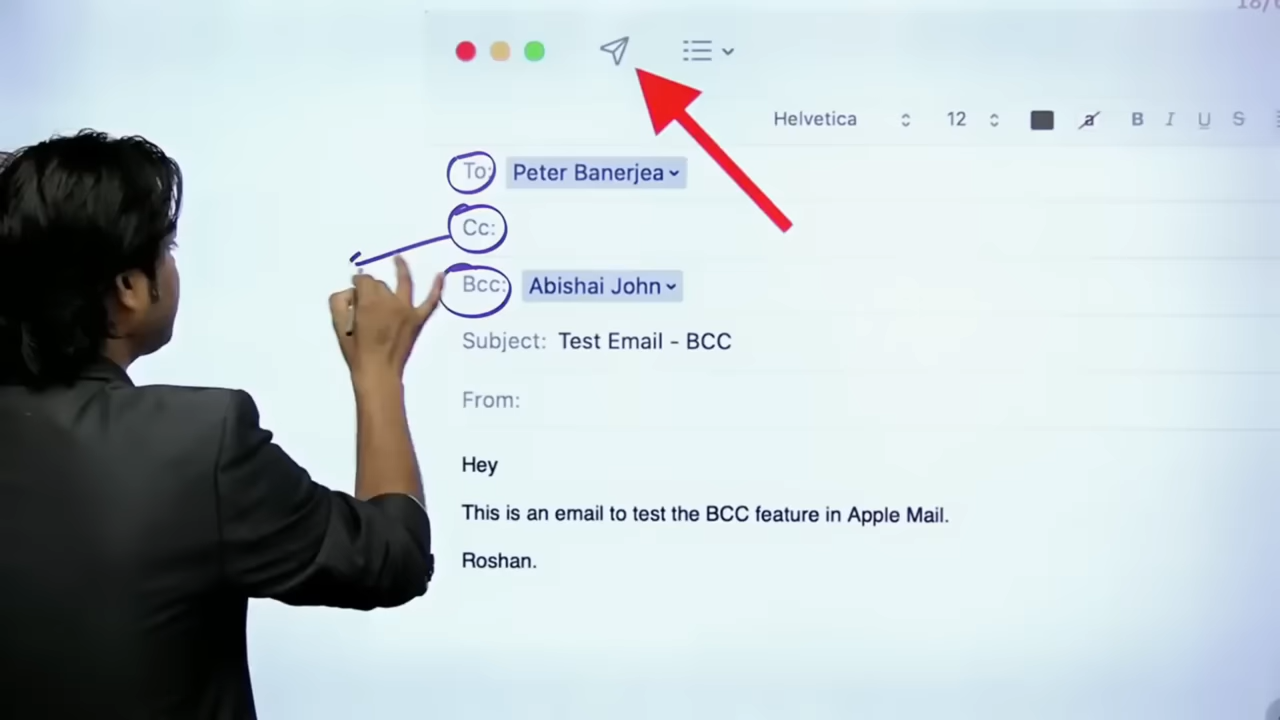 Helvetica 12 a B I U S
To: Peter Banerjea
Cc:
Bcc: Abishai John
Subject: Test Email - BCC
From:
Hey
This is an email to test the BCC feature in Apple Mail.
Roshan.